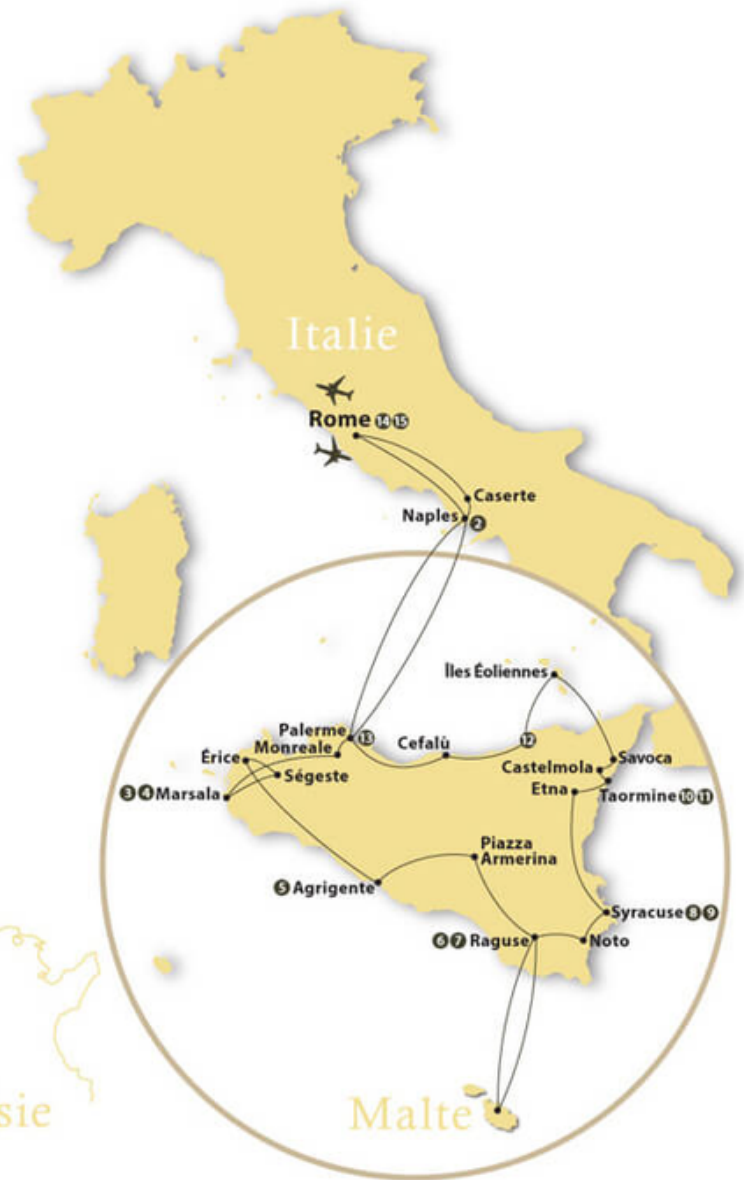 Italie
Rome 14 15
Caserte
Naples 2
Îles Éoliennes
Palerme 13
Monreale
Cefalù
12
Savoca
Érice
Ségeste
Castelmola
Etna
Taormine 10 11
3 4 Marsala
Piazza
Armerina
5 Agrigente
Syracuse 8 9
6 7 Raguse
Noto
sie
Malte